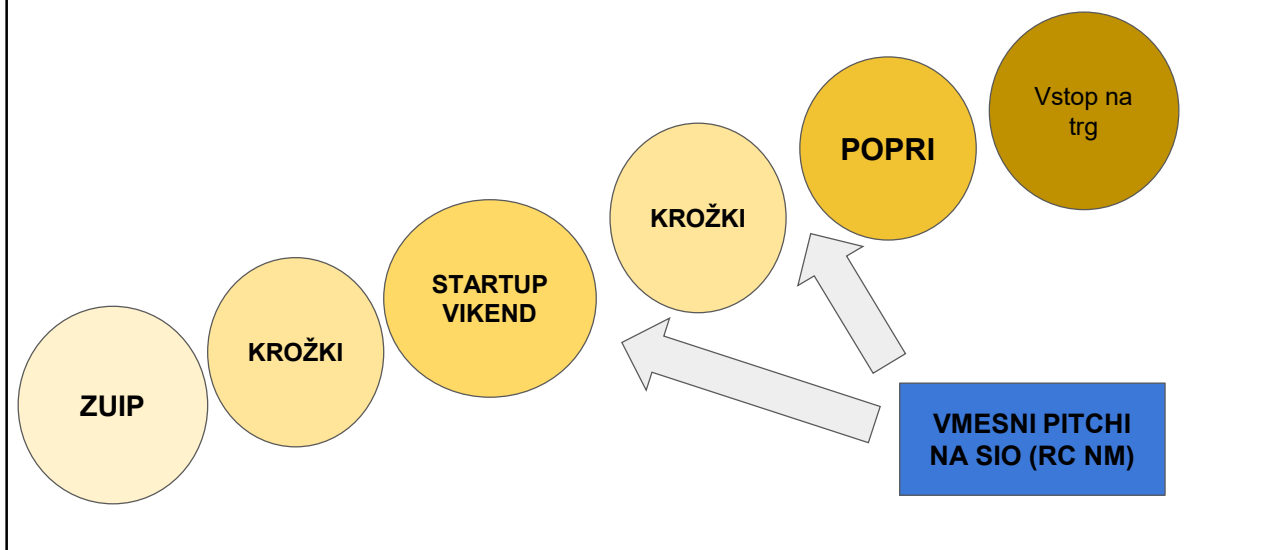 ZUIP
KROŽKI
STARTUP
VIKEND
KROŽKI
POPRI
Vstop na
trg
VMESNI PITCHI
NA SIO (RC NM)